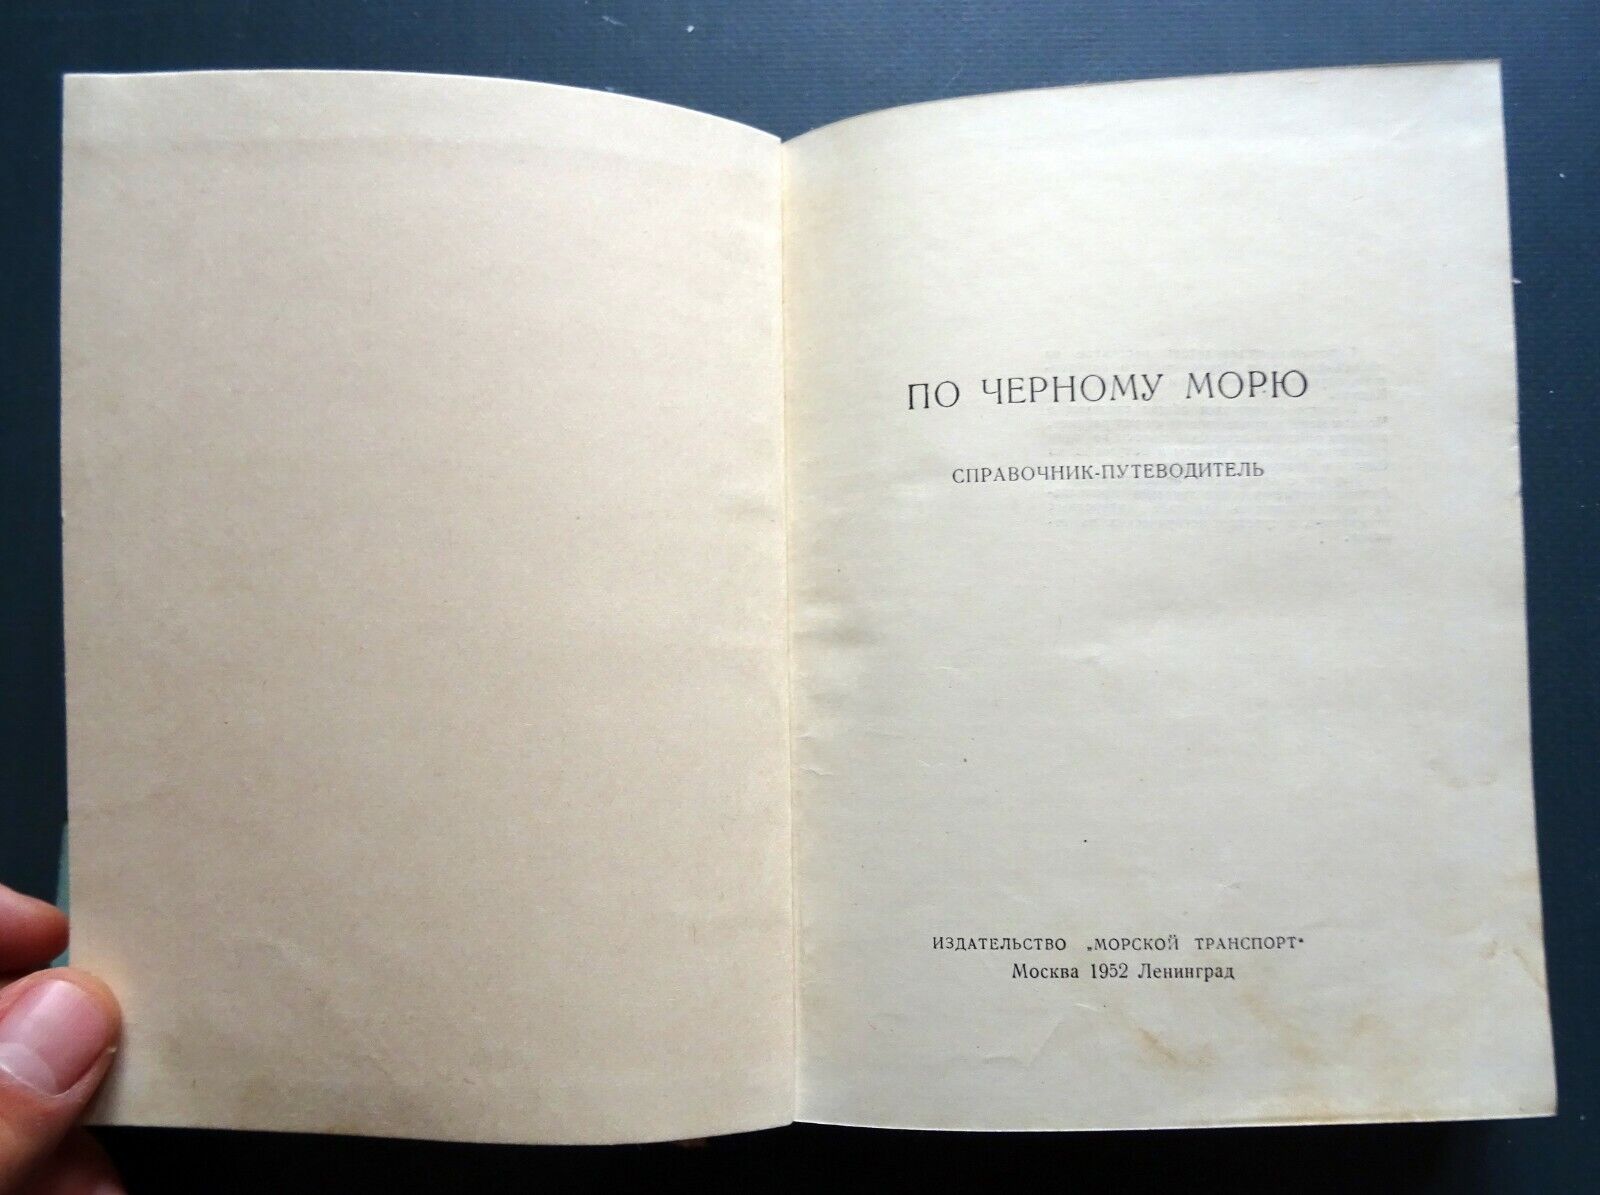 ПО ЧЕРНОМУ МОРЮ
СПРАВОЧНИК-ПУТЕВОДИТЕЛЬ
ИЗДАТЕЛЬСТВО „МОРСКОЙ ТРАНСПОРТ“
Москва 1952 Ленинград